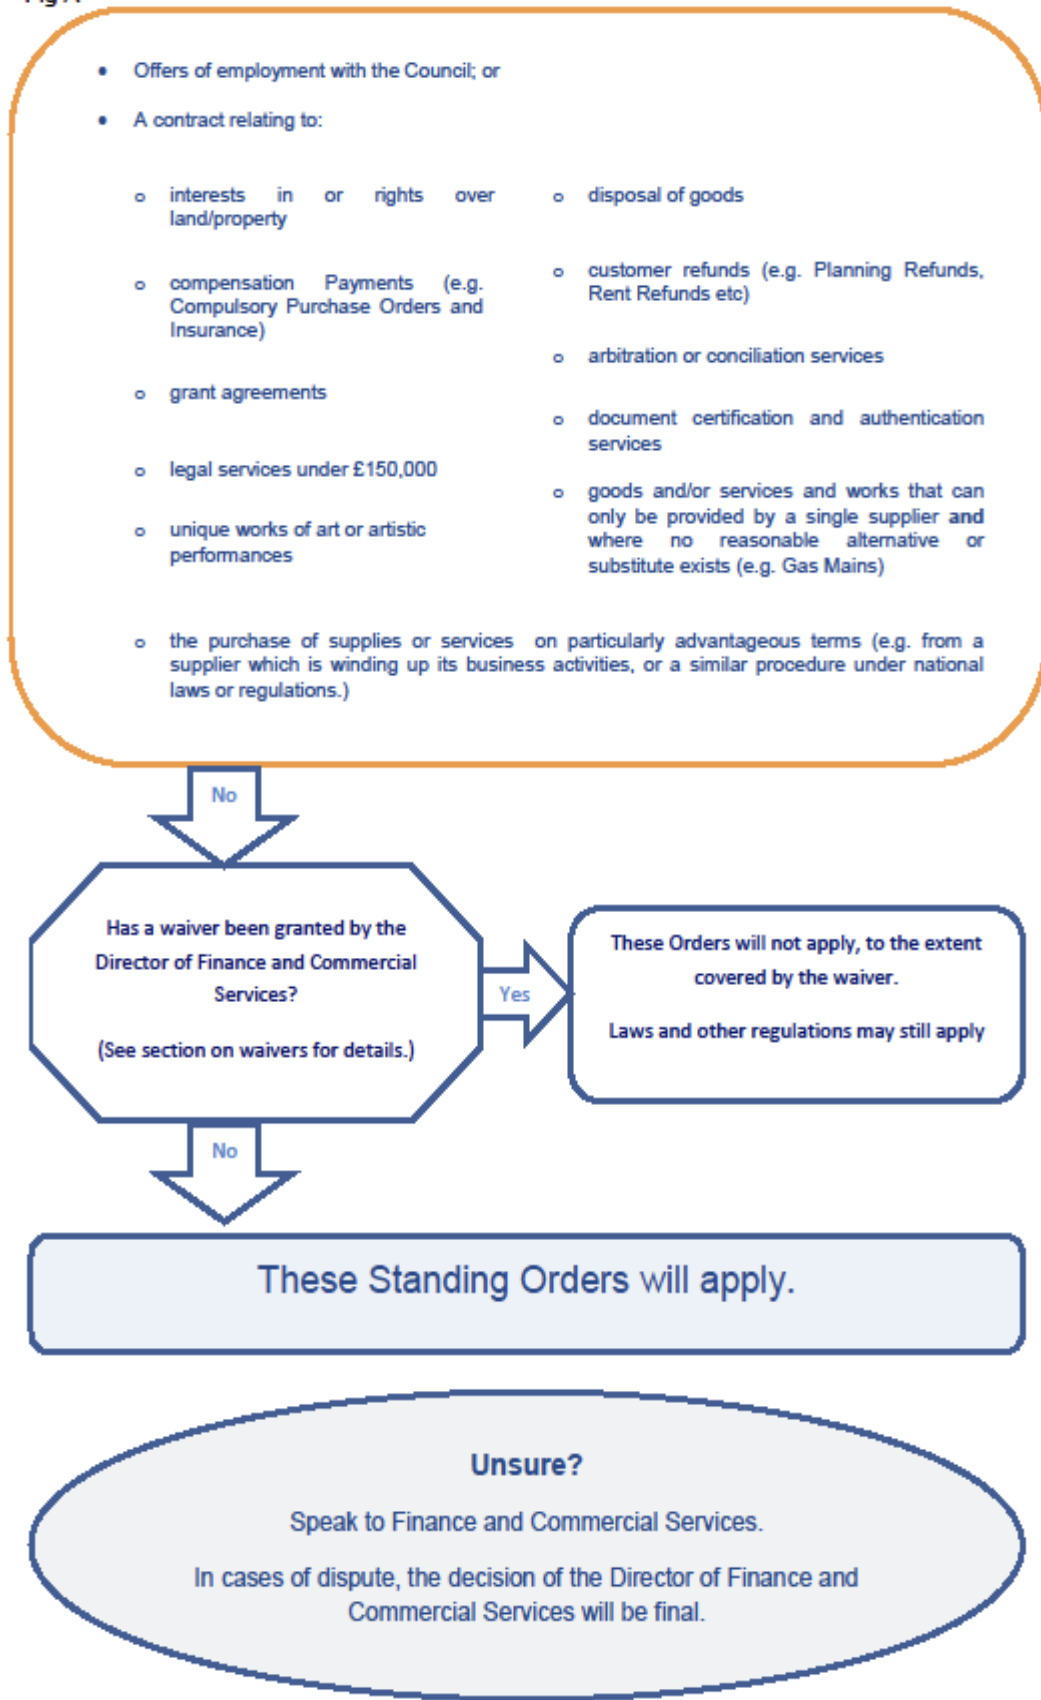 Fig A
• Offers of employment with the Council; or
• A contract relating to:
o interests in or rights over
land/property
o compensation Payments (e.g.
Compulsory Purchase Orders and
Insurance)
o grant agreements
o legal services under £150,000
o unique works of art or artistic
performances
o disposal of goods
o customer refunds (e.g. Planning Refunds,
Rent Refunds etc)
o arbitration or conciliation services
o document certification and authentication
services
o goods and/or services and works that can
only be provided by a single supplier and
where no reasonable alternative or
substitute exists (e.g. Gas Mains)
o the purchase of supplies or services on particularly advantageous terms (e.g. from a
supplier which is winding up its business activities, or a similar procedure under national
laws or regulations.)
No
Has a waiver been granted by the
Director of Finance and Commercial
Services?
(See section on waivers for details.)
Yes
These Orders will not apply, to the extent
covered by the waiver.
Laws and other regulations may still apply
No
These Standing Orders will apply.
Unsure?
Speak to Finance and Commercial Services.
In cases of dispute, the decision of the Director of Finance and
Commercial Services will be final.